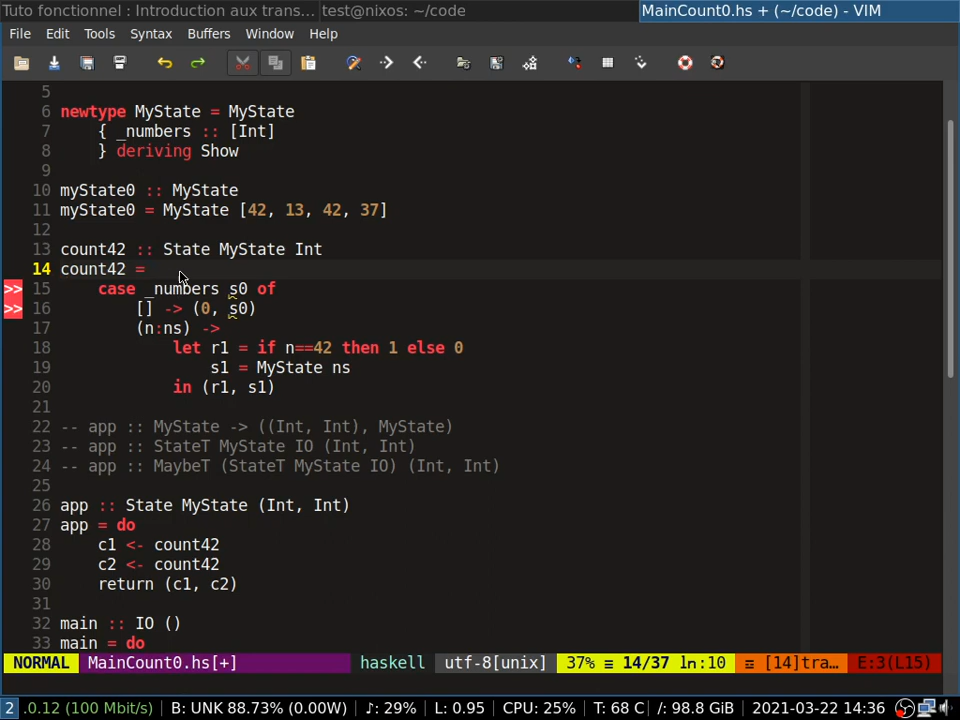 Tuto fonctionnel : Introduction aux trans... test@nixos: ~/code MainCount0.hs + (~/code) - VIM
File Edit Tools Syntax Buffers Window Help
5
6 newtype MyState = MyState
7 { _numbers :: [Int]
8 } deriving Show
9
10 myState0 :: MyState
11 myState0 = MyState [42, 13, 42, 37]
12
13 count42 :: State MyState Int
14 count42 =
>> 15 case _numbers s0 of
>> 16 [] -> (0, s0)
17 (n:ns) ->
18 let r1 = if n==42 then 1 else 0
19 s1 = MyState ns
20 in (r1, s1)
21
22 -- app :: MyState -> ((Int, Int), MyState)
23 -- app :: StateT MyState IO (Int, Int)
24 -- app :: MaybeT (StateT MyState IO) (Int, Int)
25
26 app :: State MyState (Int, Int)
27 app = do
28 c1 <- count42
29 c2 <- count42
30 return (c1, c2)
31
32 main :: IO ()
33 main = do
NORMAL MainCount0.hs[+] haskell utf-8[unix] 37% ≡ 14/37 ln:10 ☲ [14]tra… E:3(L15)
2 .0.12 (100 Mbit/s) B: UNK 88.73% (0.00W) ♪: 29% L: 0.95 CPU: 25% T: 68 C /: 98.8 GiB 2021-03-22 14:36